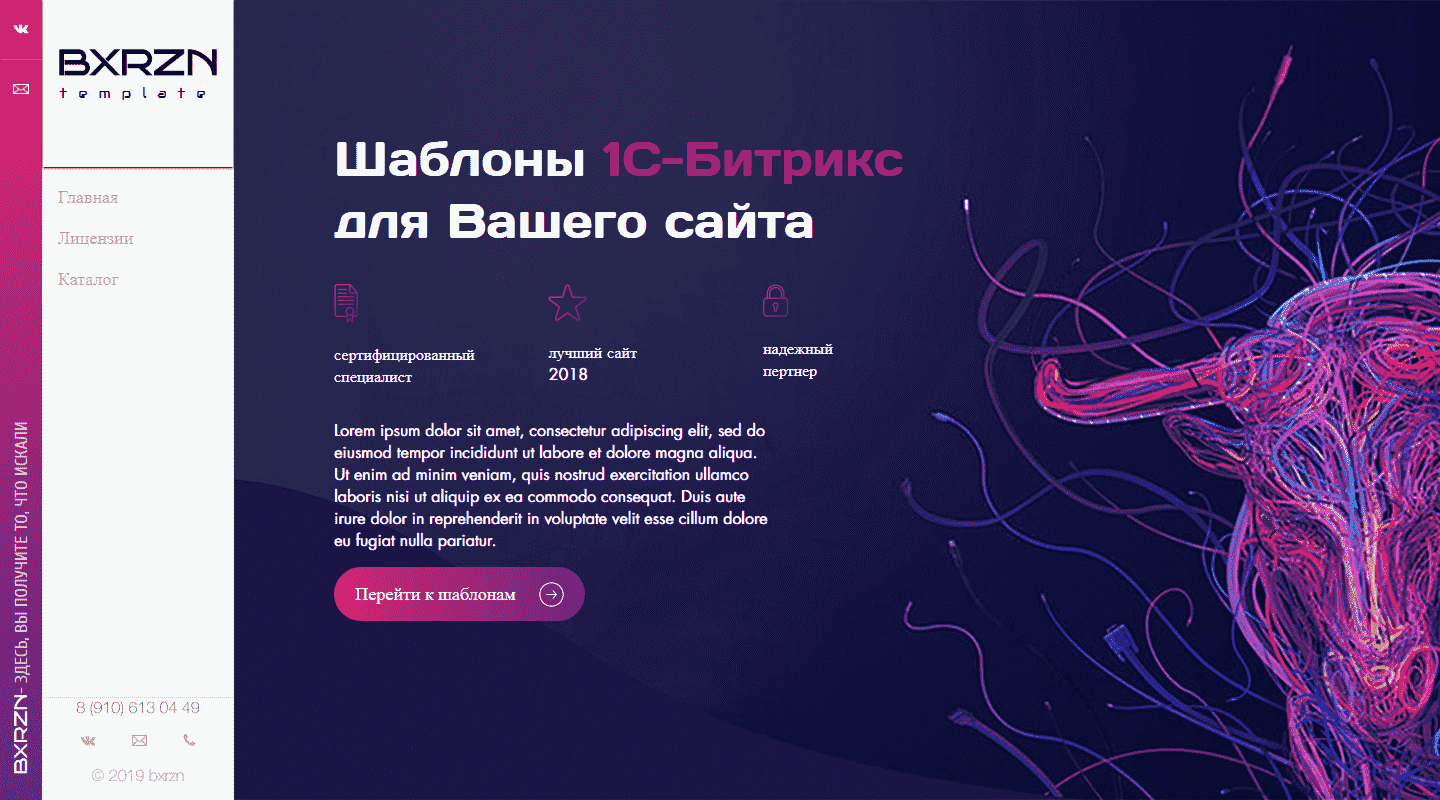 BXRZN
template
Главная
Лицензии
Каталог
8 (910) 613 04 49
© 2019 bxrzn
BXRZN- ЗДЕСЬ, ВЫ ПОЛУЧИТЕ ТО, ЧТО ИСКАЛИ
Шаблоны 1С-Битрикс
для Вашего сайта
сертифицированный
специалист
лучший сайт
2018
надежный
пертнер
Lorem ipsum dolor sit amet, consectetur adipiscing elit, sed do
eiusmod tempor incididunt ut labore et dolore magna aliqua.
Ut enim ad minim veniam, quis nostrud exercitation ullamco
laboris nisi ut aliquip ex ea commodo consequat. Duis aute
irure dolor in reprehenderit in voluptate velit esse cillum dolore
eu fugiat nulla pariatur.
Перейти к шаблонам